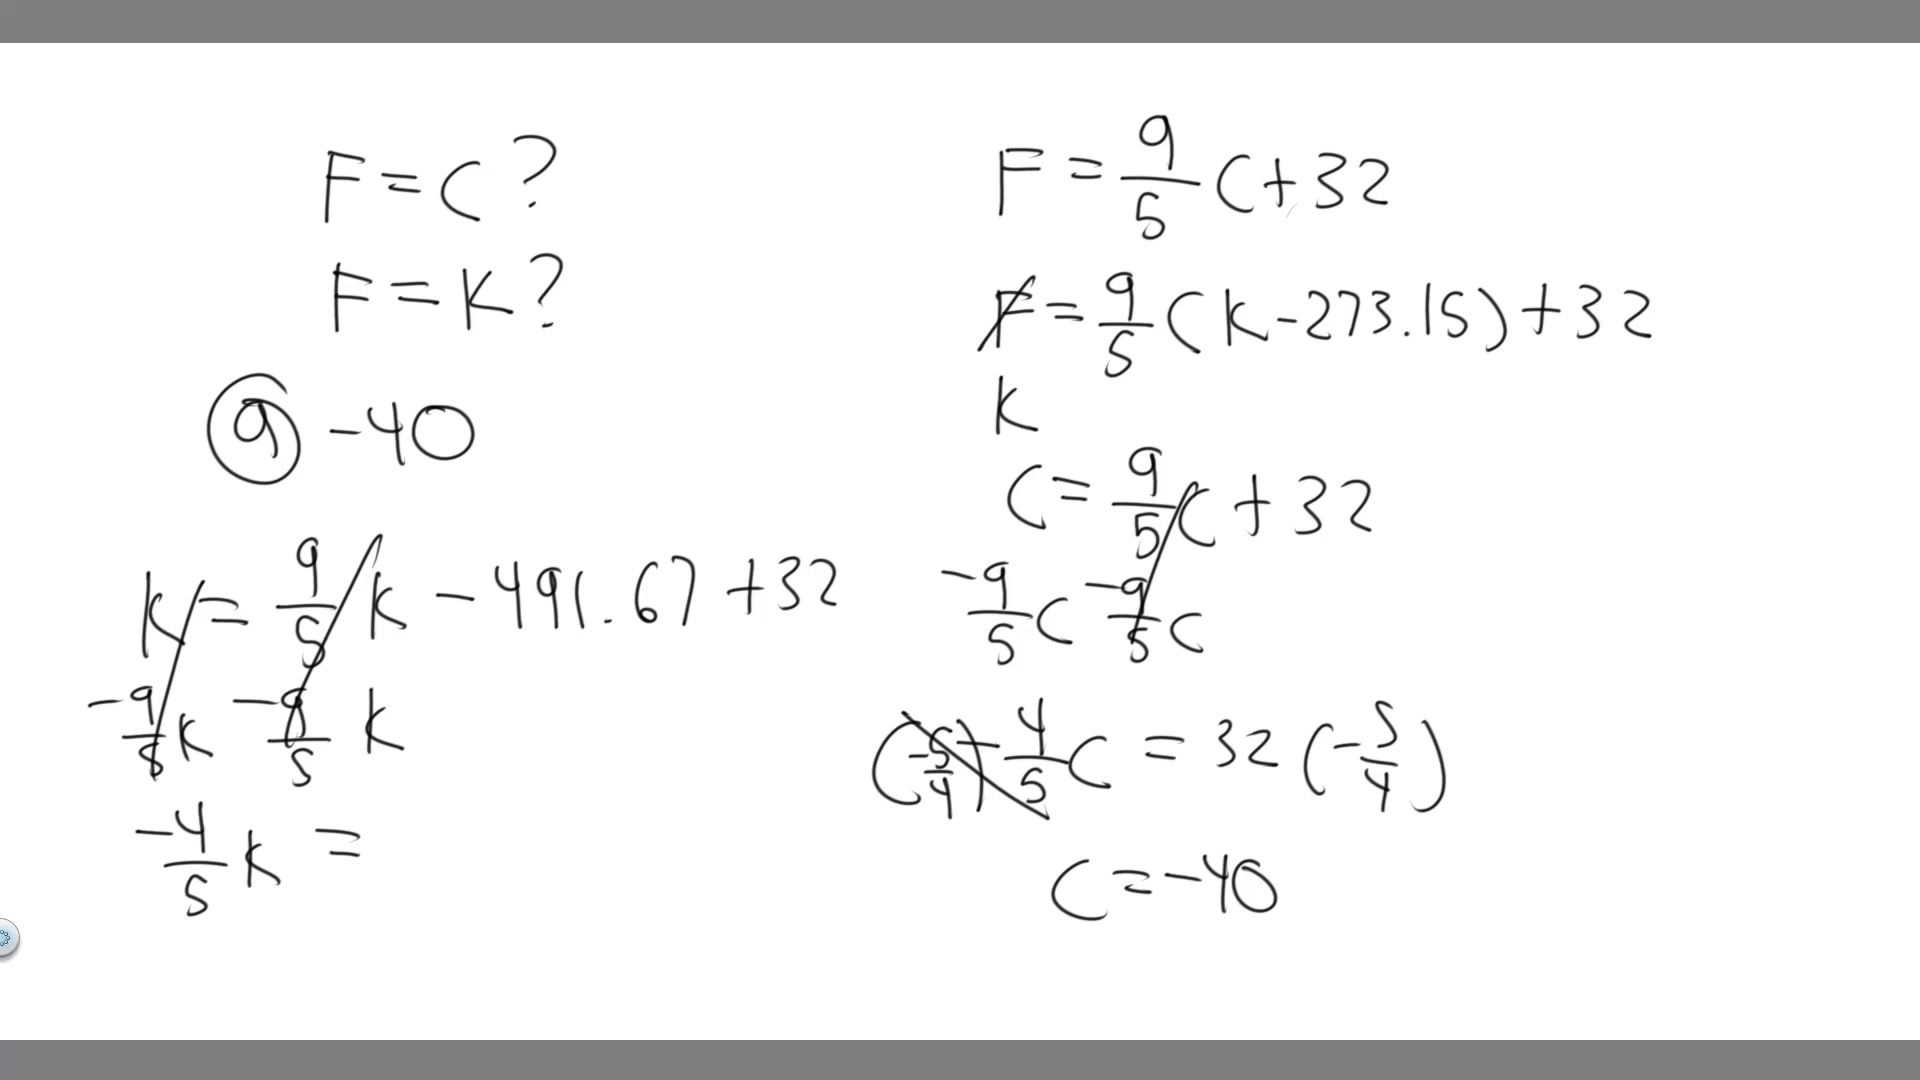 F = C ?
F = K ?
ⓐ -40
K = 9/5 K - 491.67 + 32
-9/5 K -9/5 K
-4/5 K =
F = 9/5 C + 32
F = 9/5 (K - 273.15) + 32
K
C = 9/5 C + 32
-9/5 C -9/5 C
(-5/4) -4/5 C = 32 (-5/4)
C = -40